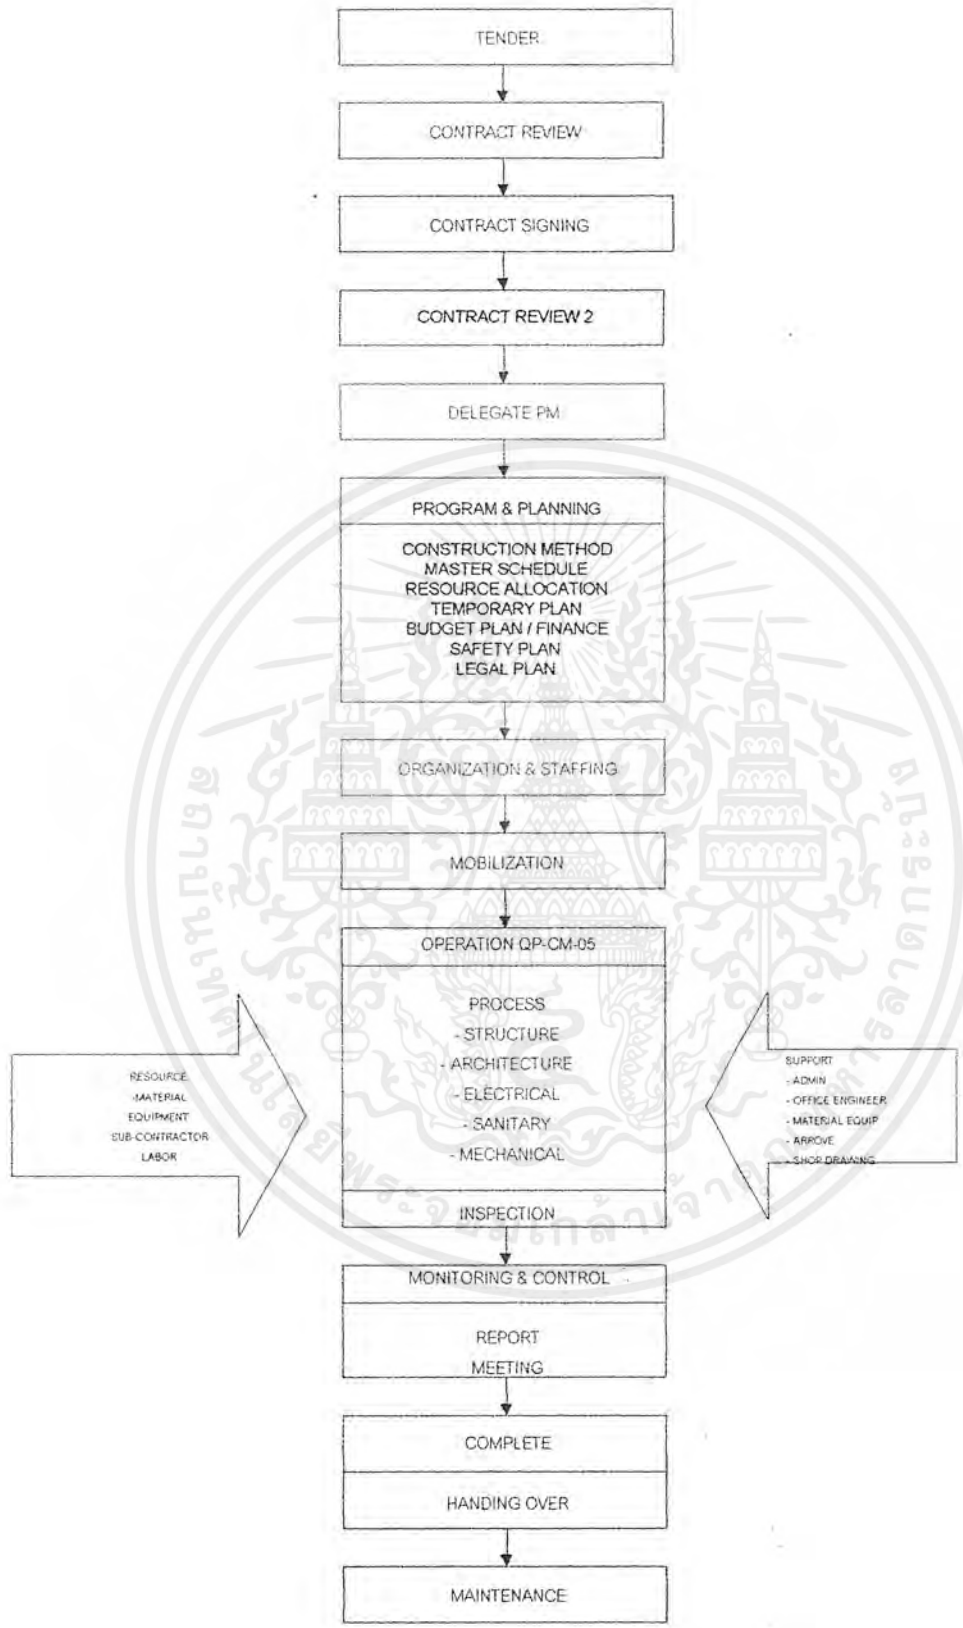 TENDER
CONTRACT REVIEW
CONTRACT SIGNING
CONTRACT REVIEW 2
DELEGATE PM
PROGRAM & PLANNING
CONSTRUCTION METHOD
MASTER SCHEDULE
RESOURCE ALLOCATION
TEMPORARY PLAN
BUDGET PLAN / FINANCE
SAFETY PLAN
LEGAL PLAN
ORGANIZATION & STAFFING
MOBILIZATION
OPERATION QP-CM-05
PROCESS
- STRUCTURE
- ARCHITECTURE
- ELECTRICAL
- SANITARY
- MECHANICAL
INSPECTION
RESOURCE
-MATERIAL
EQUIPMENT
SUB-CONTRACTOR
LABOR
SUPPORT
- ADMIN
- OFFICE ENGINEER
- MATERIAL EQUIP
- ARROVE
- SHOP DRAWING
MONITORING & CONTROL
REPORT
MEETING
COMPLETE
HANDING OVER
MAINTENANCE